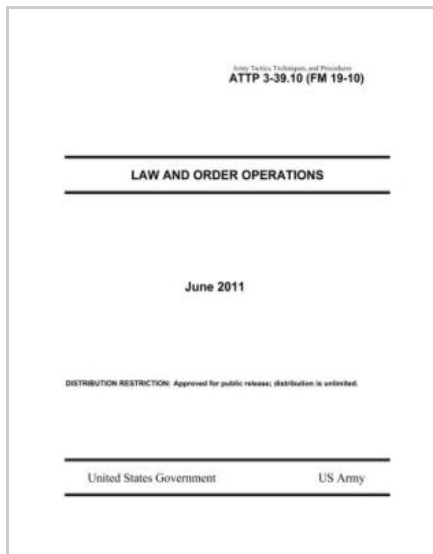 Army Tactics, Techniques, and Procedures
ATTP 3-39.10 (FM 19-10)
LAW AND ORDER OPERATIONS
June 2011
DISTRIBUTION RESTRICTION: Approved for public release; distribution is unlimited.
United States Government US Army